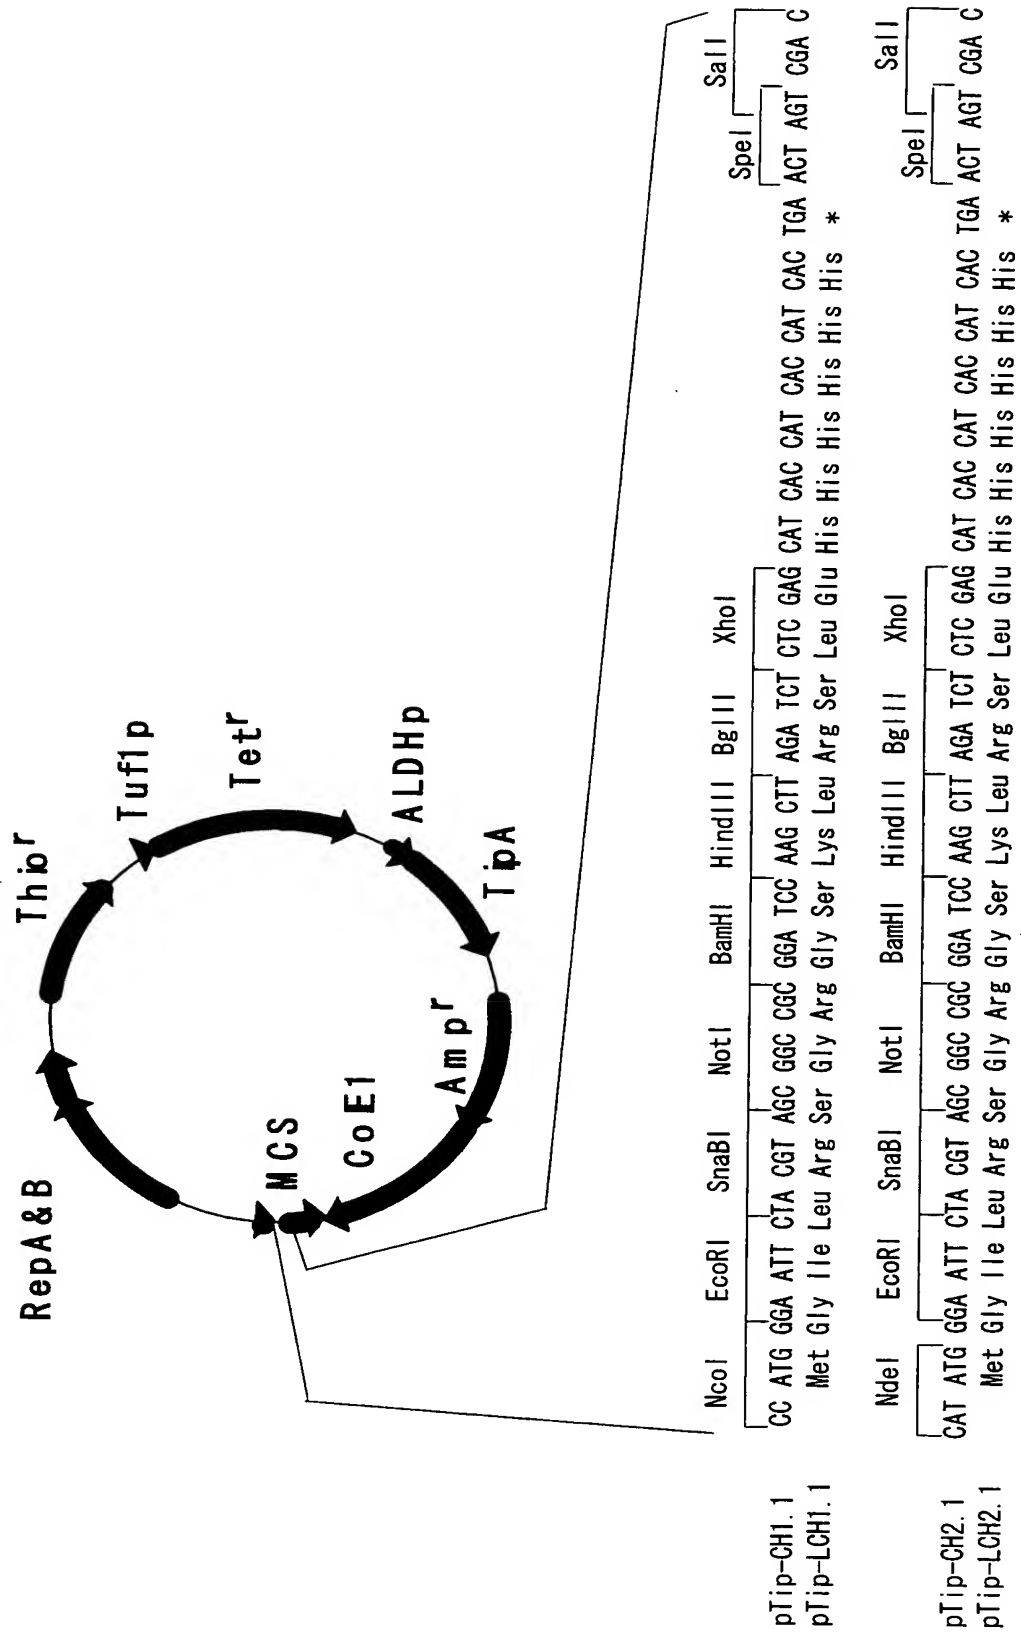 RepA&B
Thior
Tuf1p
Tetr
ALDHp
TipA
Ampr
CoE1
MCS
NcoI EcoRI SnaBI NotI BamHI HindIII BglII XhoI SpeI SalI
pTip-CH1.1 CC ATG GGA ATT CTA CGT AGC GGC CGC GGA TCC AAG CTT AGA TCT CTC GAG CAT CAC CAT CAC CAT CAC TGA ACT AGT CGA C
pTip-LCH1.1 Met Gly Ile Leu Arg Ser Gly Arg Gly Ser Lys Leu Arg Ser Leu Glu His His His His His His *
NdeI EcoRI SnaBI NotI BamHI HindIII BglII XhoI SpeI SalI
pTip-CH2.1 CAT ATG GGA ATT CTA CGT AGC GGC CGC GGA TCC AAG CTT AGA TCT CTC GAG CAT CAC CAT CAC CAT CAC TGA ACT AGT CGA C
pTip-LCH2.1 Met Gly Ile Leu Arg Ser Gly Arg Gly Ser Lys Leu Arg Ser Leu Glu His His His His His His *